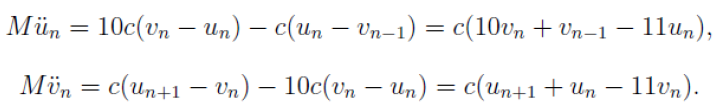 Mü_n = 10c(v_n − u_n) − c(u_n − v_{n−1}) = c(10v_n + v_{n−1} − 11u_n),
Mv̈_n = c(u_{n+1} − v_n) − 10c(v_n − u_n) = c(u_{n+1} + u_n − 11v_n).